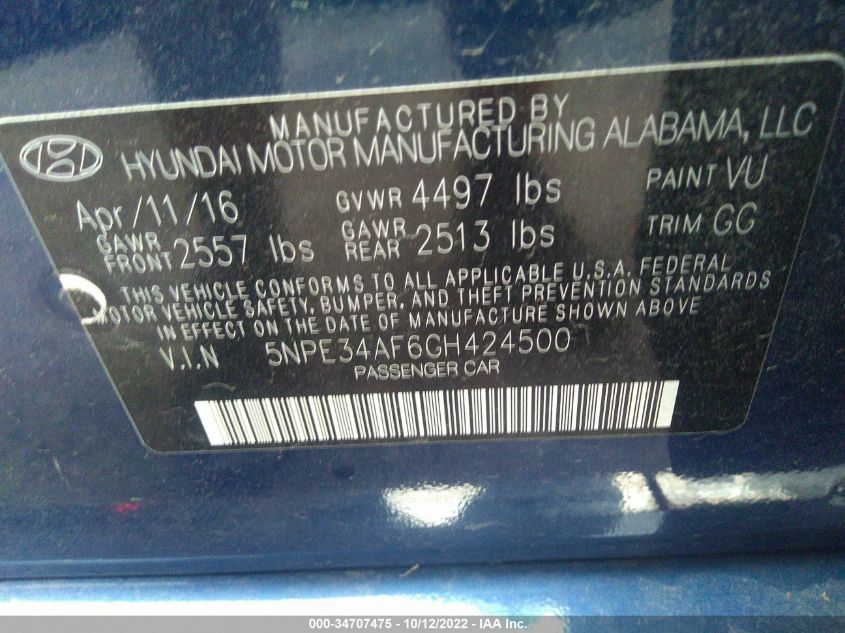 MANUFACTURED BY
HYUNDAI MOTOR MANUFACTURING ALABAMA, LLC
Apr/11/16 GVWR 4497 lbs PAINT VU
GAWR FRONT 2557 lbs GAWR REAR 2513 lbs TRIM GG
THIS VEHICLE CONFORMS TO ALL APPLICABLE U.S.A. FEDERAL
MOTOR VEHICLE SAFETY, BUMPER, AND THEFT PREVENTION STANDARDS
IN EFFECT ON THE DATE OF MANUFACTURE SHOWN ABOVE
V.I.N 5NPE34AF6GH424500
PASSENGER CAR
000-34707475 - 10/12/2022 - IAA Inc.